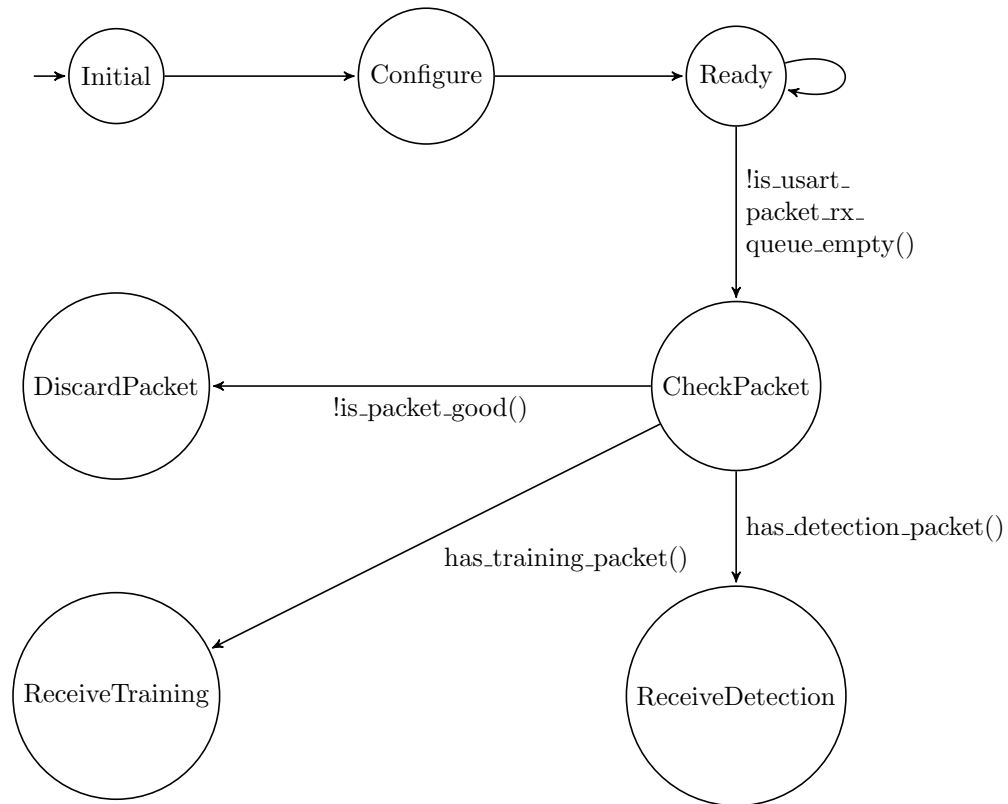 Initial
Configure
Ready
!is_usart_
packet_rx_
queue_empty()
DiscardPacket
!is_packet_good()
CheckPacket
has_training_packet()
has_detection_packet()
ReceiveTraining
ReceiveDetection